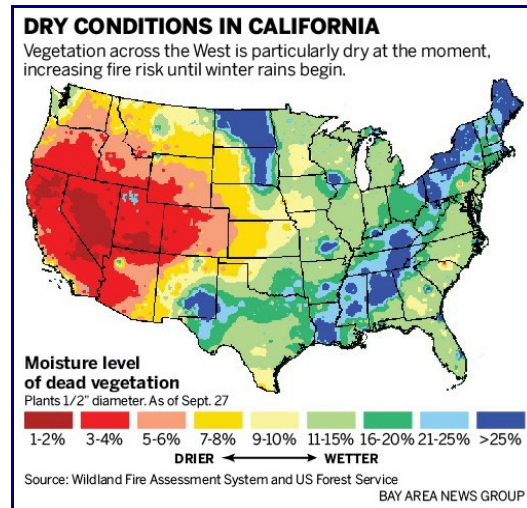 DRY CONDITIONS IN CALIFORNIA
Vegetation across the West is particularly dry at the moment,
increasing fire risk until winter rains begin.
Moisture level
of dead vegetation
Plants 1/2" diameter. As of Sept. 27
1-2% 3-4% 5-6% 7-8% 9-10% 11-15% 16-20% 21-25% >25%
DRIER WETTER
Source: Wildland Fire Assessment System and US Forest Service
BAY AREA NEWS GROUP